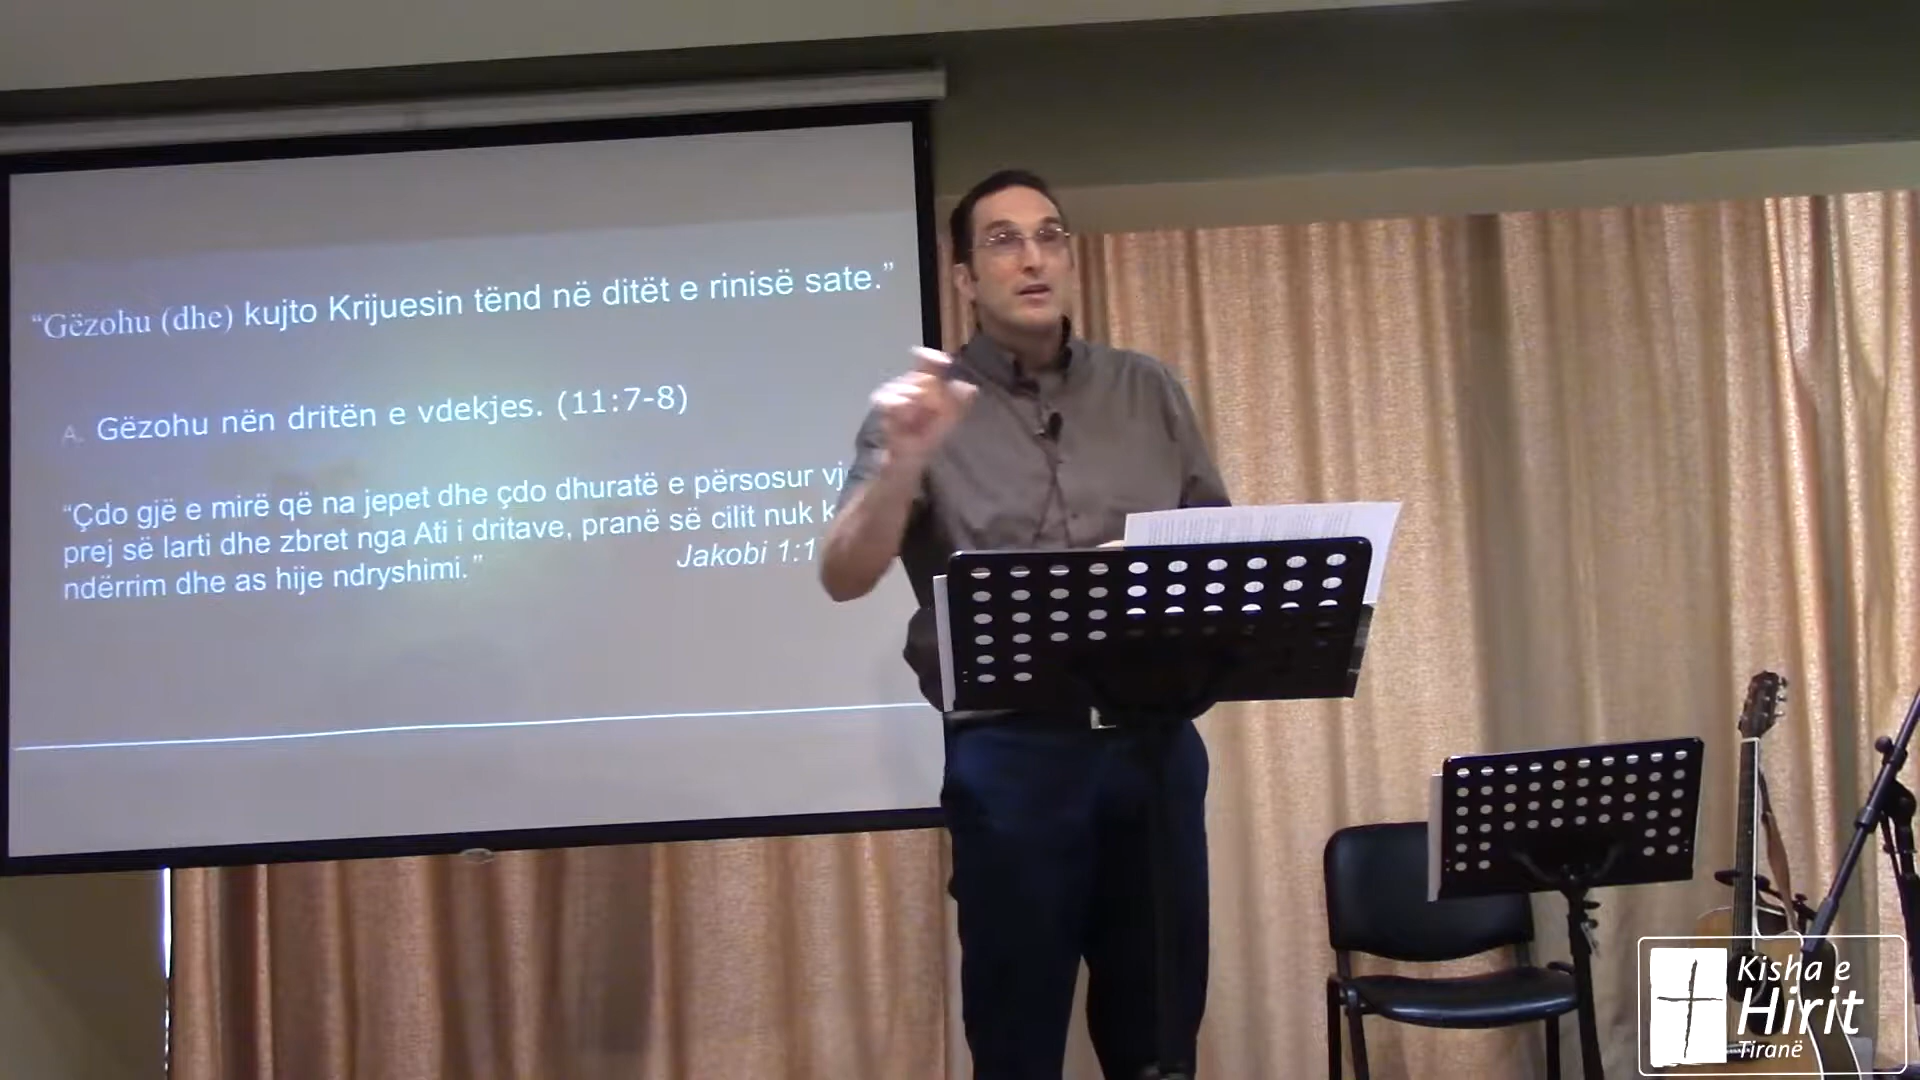 “Gëzohu (dhe) kujto Krijuesin tënd në ditët e rinisë sate.”
A. Gëzohu nën dritën e vdekjes. (11:7-8)
“Çdo gjë e mirë që na jepet dhe çdo dhuratë e përsosur
prej së larti dhe zbret nga Ati i dritave, pranë së cilit nuk
ndërrim dhe as hije ndryshimi.”
Jakobi 1:1
Kisha e
Hirit
Tiranë